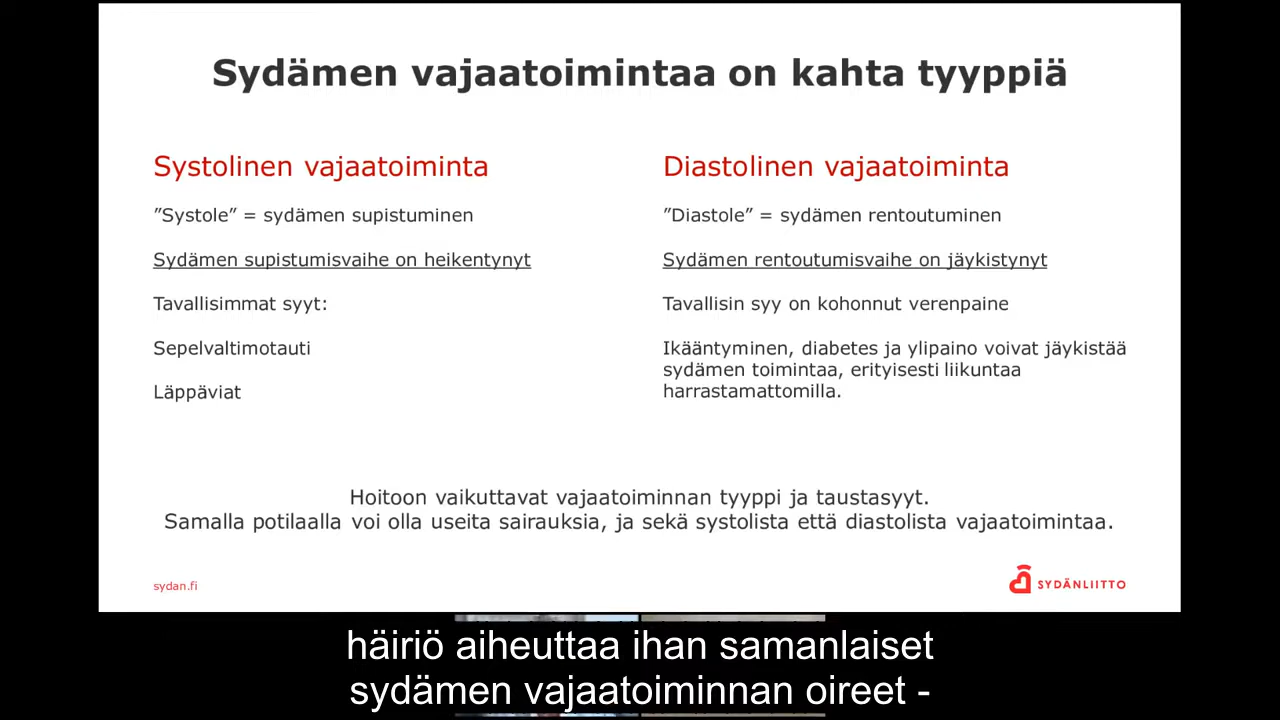 Sydämen vajaatoimintaa on kahta tyyppiä
Systolinen vajaatoiminta
”Systole” = sydämen supistuminen
Sydämen supistumisvaihe on heikentynyt
Tavallisimmat syyt:
Sepelvaltimotauti
Läppäviat
Diastolinen vajaatoiminta
”Diastole” = sydämen rentoutuminen
Sydämen rentoutumisvaihe on jäykistynyt
Tavallisin syy on kohonnut verenpaine
Ikääntyminen, diabetes ja ylipaino voivat jäykistää
sydämen toimintaa, erityisesti liikuntaa
harrastamattomilla.
Hoitoon vaikuttavat vajaatoiminnan tyyppi ja taustasyyt.
Samalla potilaalla voi olla useita sairauksia, ja sekä systolista että diastolista vajaatoimintaa.
sydan.fi
SYDÄNLIITTO
häiriö aiheuttaa ihan samanlaiset
sydämen vajaatoiminnan oireet -